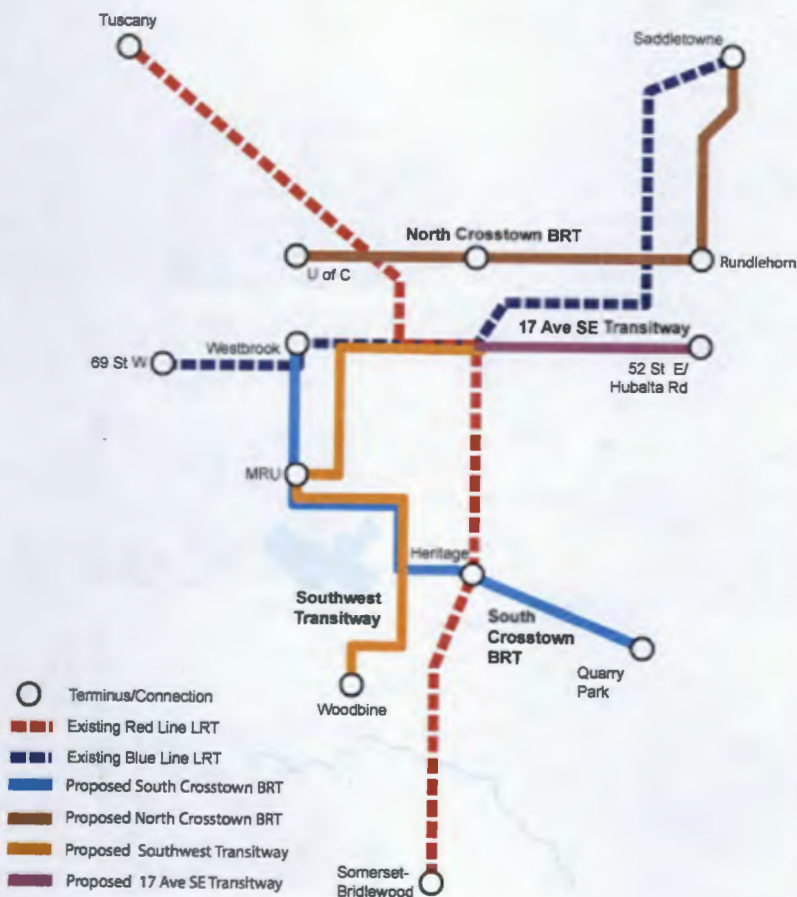 Tuscany
Saddletowne
North Crosstown BRT
U of C
Rundlehorn
17 Ave SE Transitway
Westbrook
69 St W
52 St E/
Hubalta Rd
MRU
Heritage
Southwest
Transitway
South
Crosstown
BRT
Quarry
Park
Woodbine
Terminus/Connection
Existing Red Line LRT
Existing Blue Line LRT
Proposed South Crosstown BRT
Proposed North Crosstown BRT
Proposed Southwest Transitway
Proposed 17 Ave SE Transitway
Somerset-
Bridlewood